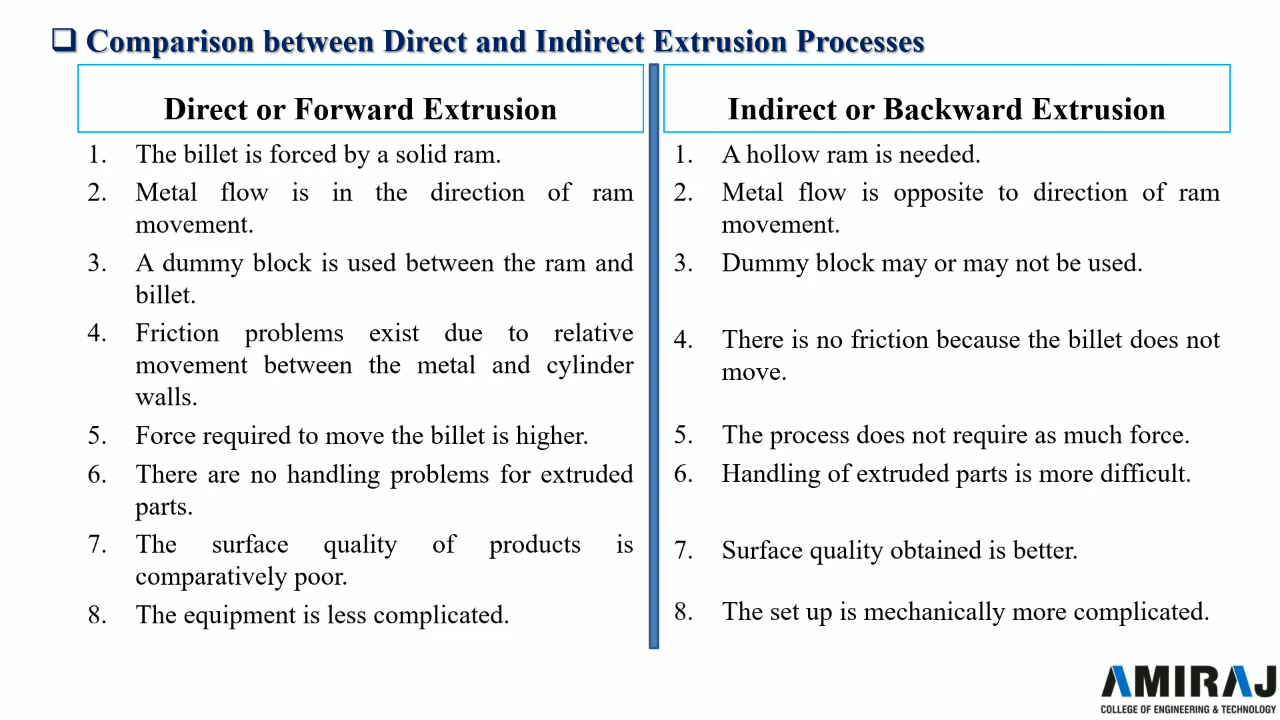 ❑ Comparison between Direct and Indirect Extrusion Processes
Direct or Forward Extrusion
1. The billet is forced by a solid ram.
2. Metal flow is in the direction of ram
movement.
3. A dummy block is used between the ram and
billet.
4. Friction problems exist due to relative
movement between the metal and cylinder
walls.
5. Force required to move the billet is higher.
6. There are no handling problems for extruded
parts.
7. The surface quality of products is
comparatively poor.
8. The equipment is less complicated.
Indirect or Backward Extrusion
1. A hollow ram is needed.
2. Metal flow is opposite to direction of ram
movement.
3. Dummy block may or may not be used.
4. There is no friction because the billet does not
move.
5. The process does not require as much force.
6. Handling of extruded parts is more difficult.
7. Surface quality obtained is better.
8. The set up is mechanically more complicated.
AMIRAJ
COLLEGE OF ENGINEERING & TECHNOLOGY